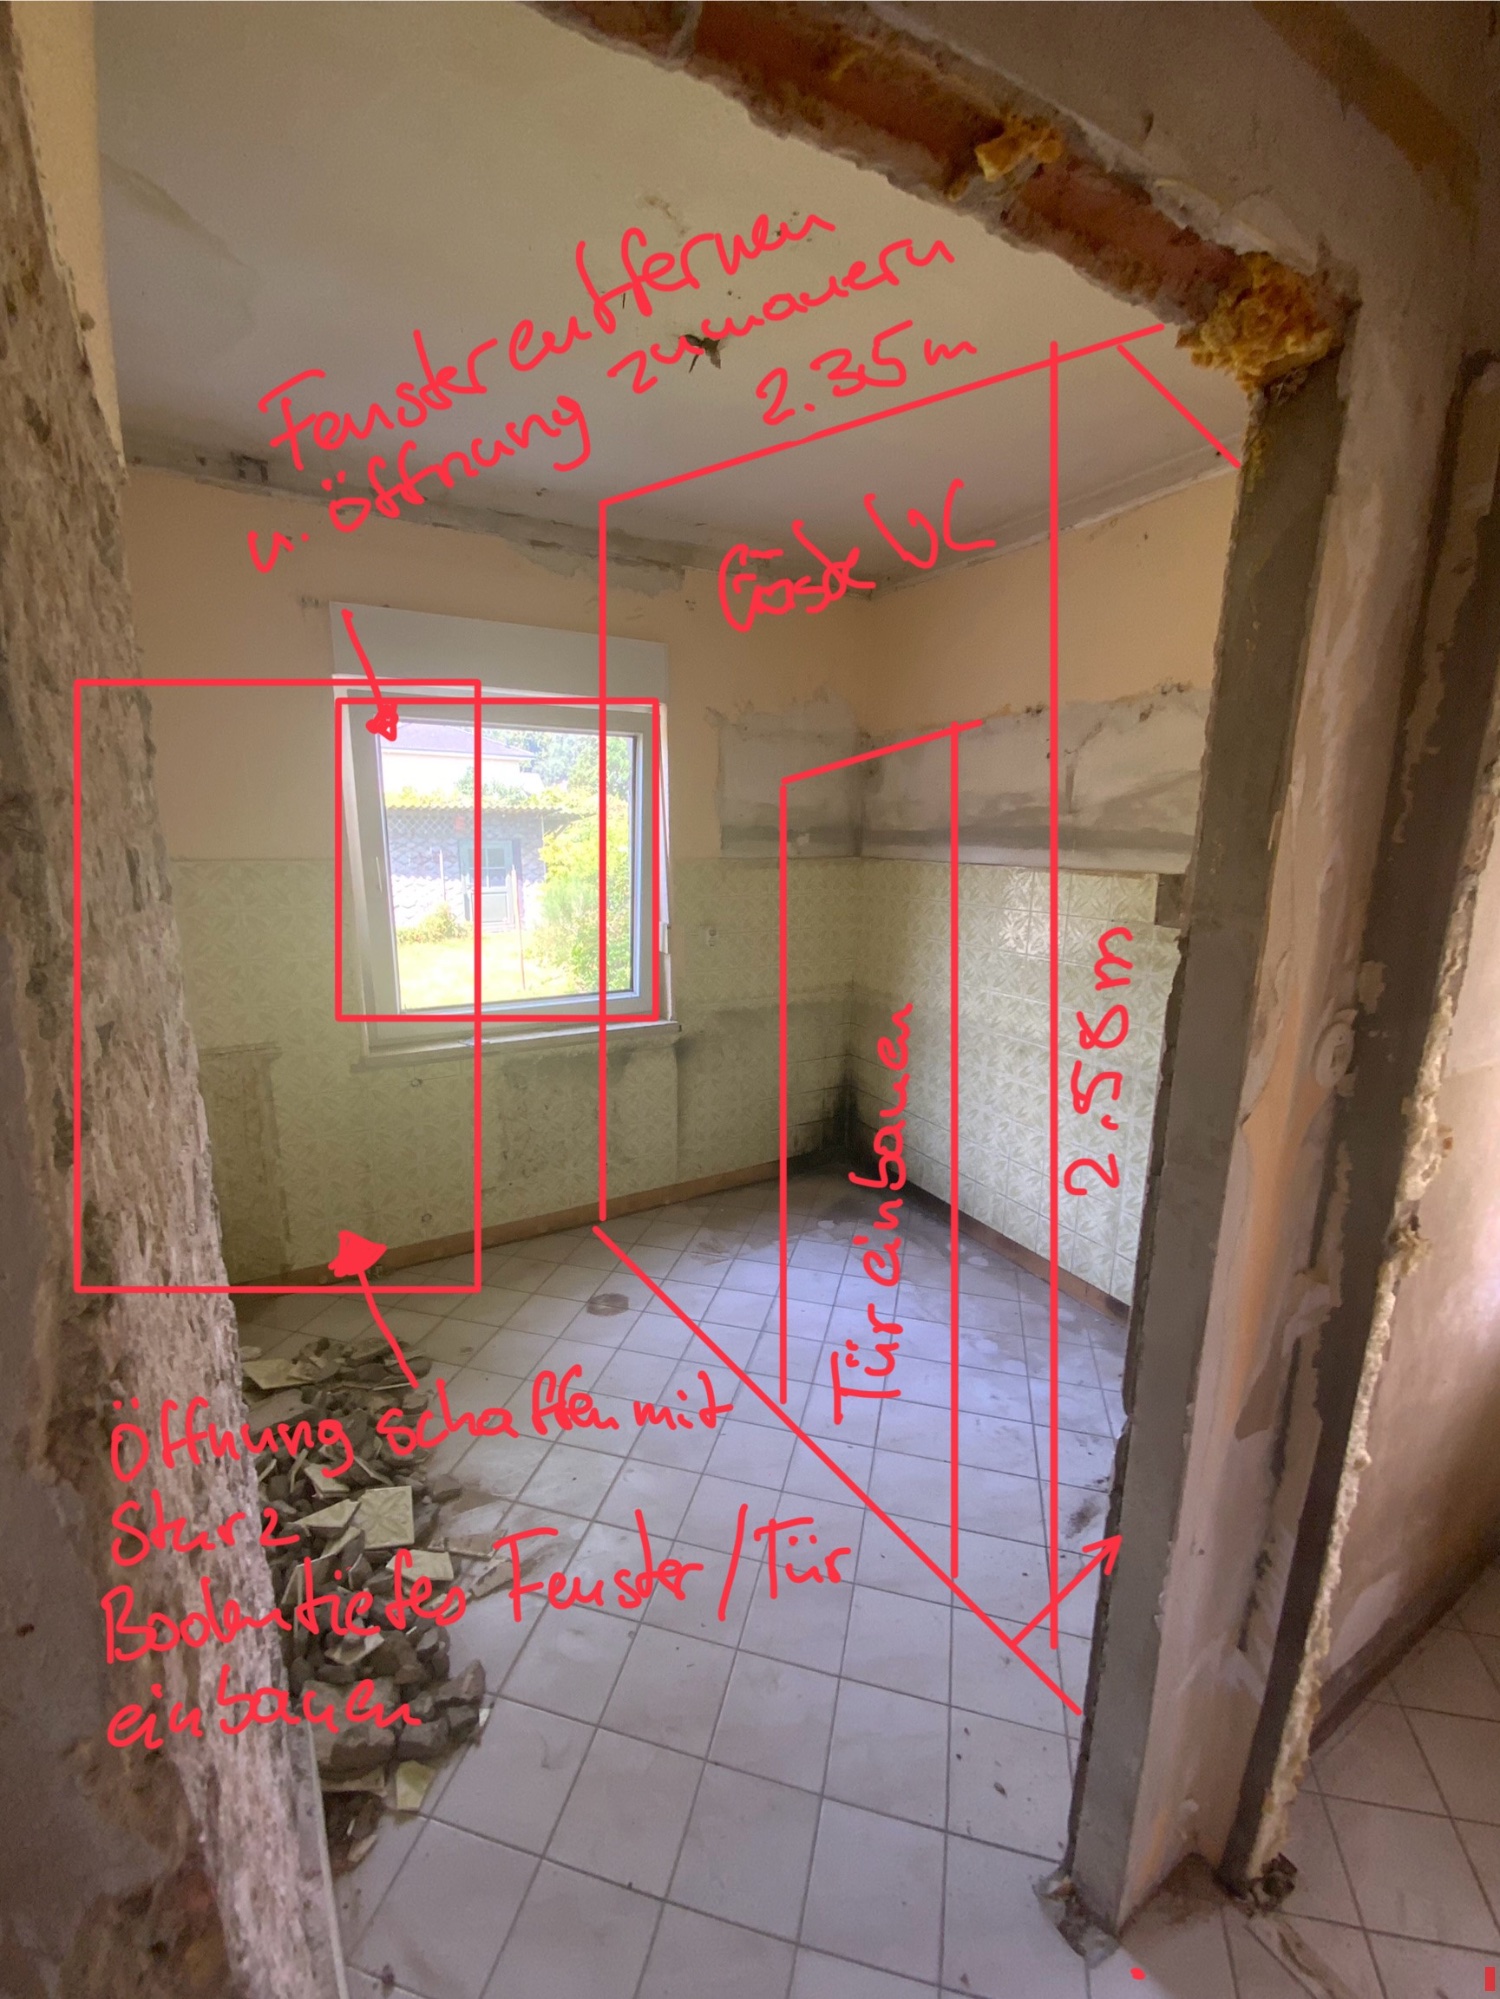 Fenster entfernen
u. Öffnung zumauern
2.35m
Gäste WC
2.58m
Tür einbauen
Öffnung schaffen mit
Sturz
Bodentiefes Fenster/Tür
einbauen